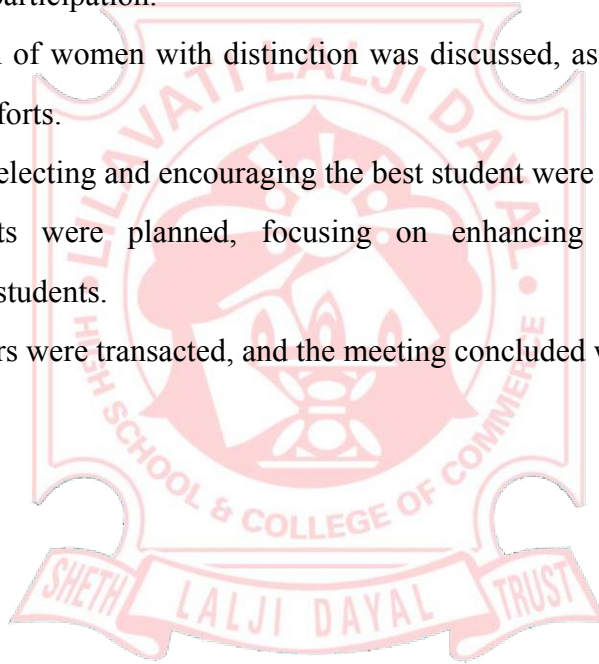 participation.
of women with distinction was discussed, as
forts.
electing and encouraging the best student were
ts were planned, focusing on enhancing
students.
rs were transacted, and the meeting concluded
LILAVATI LALJI DAYAL
HIGH SCHOOL & COLLEGE OF COMMERCE
SHETH LALJI DAYAL TRUST